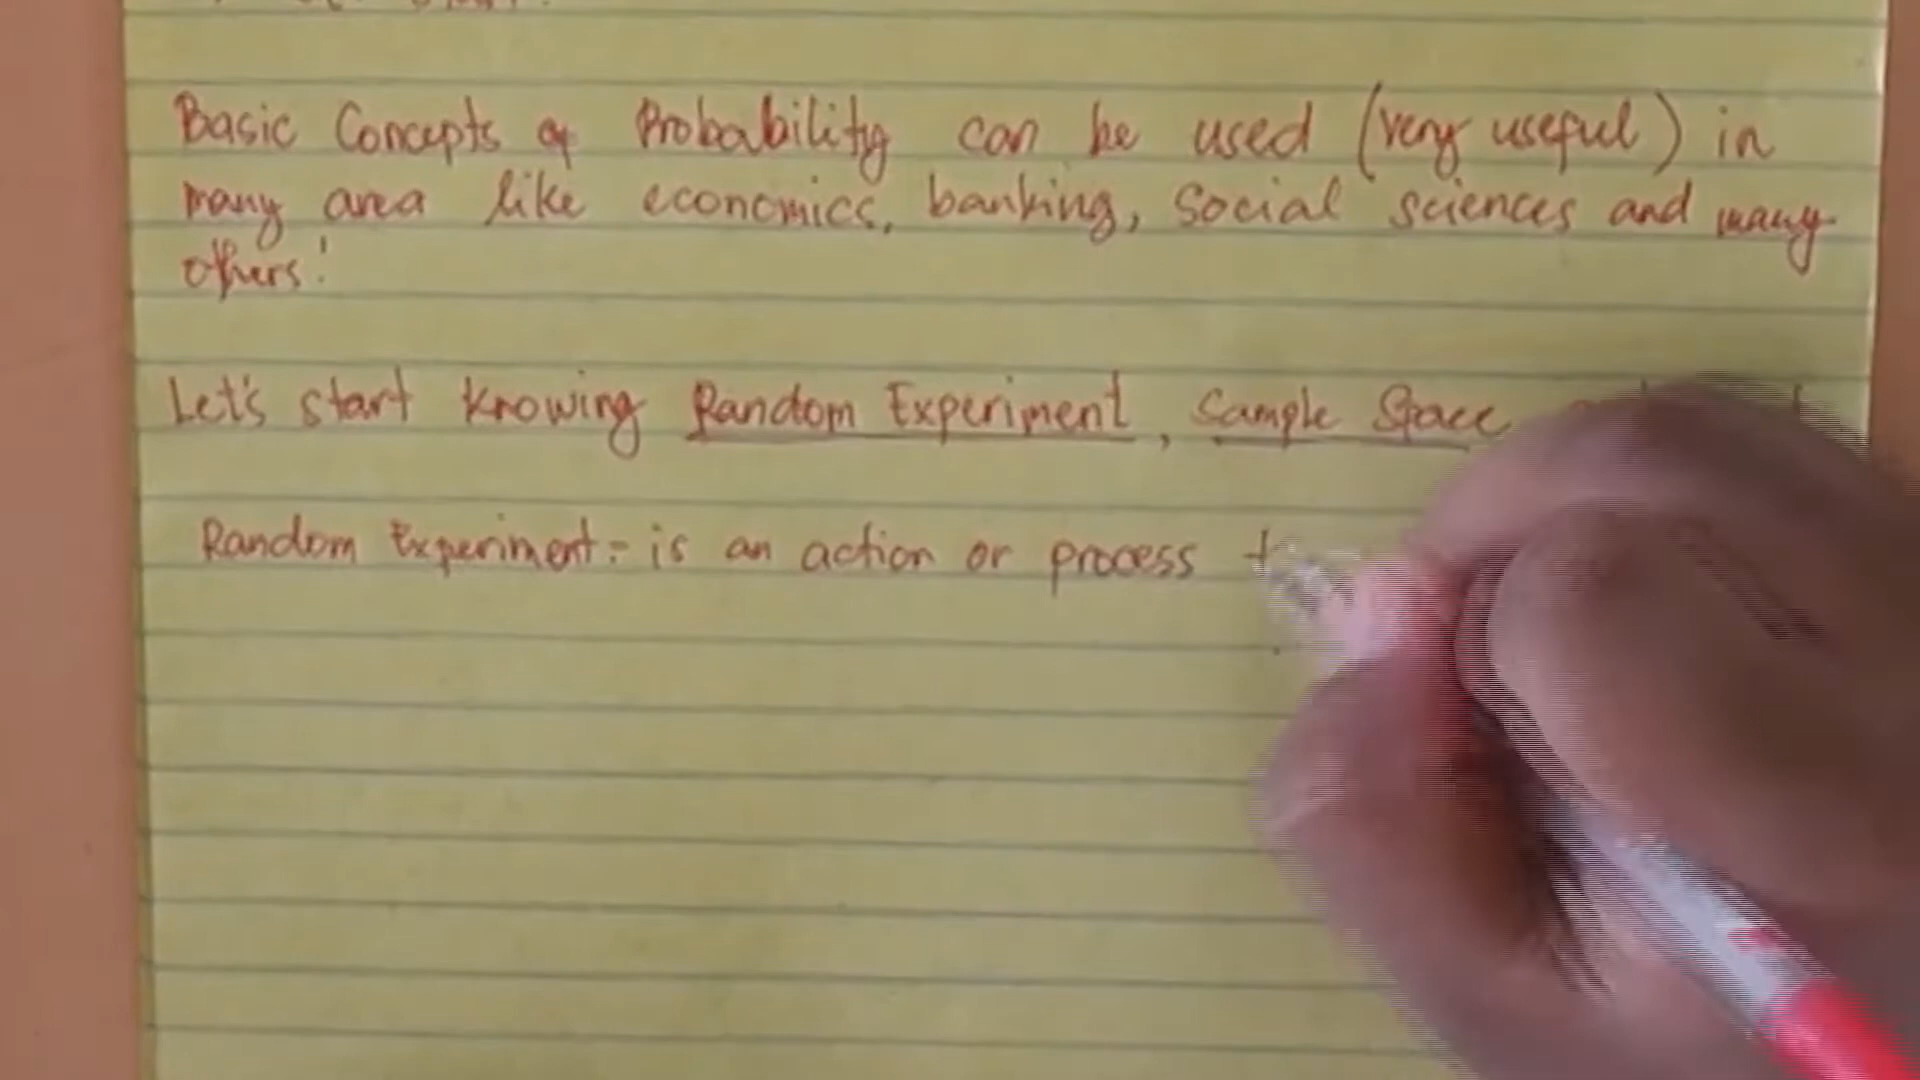 Basic Concepts of Probability can be used (very useful) in
many area like economics, banking, Social sciences and many
others!
Let's start knowing Random Experiment, Sample Space
Random Experiment:- is an action or process